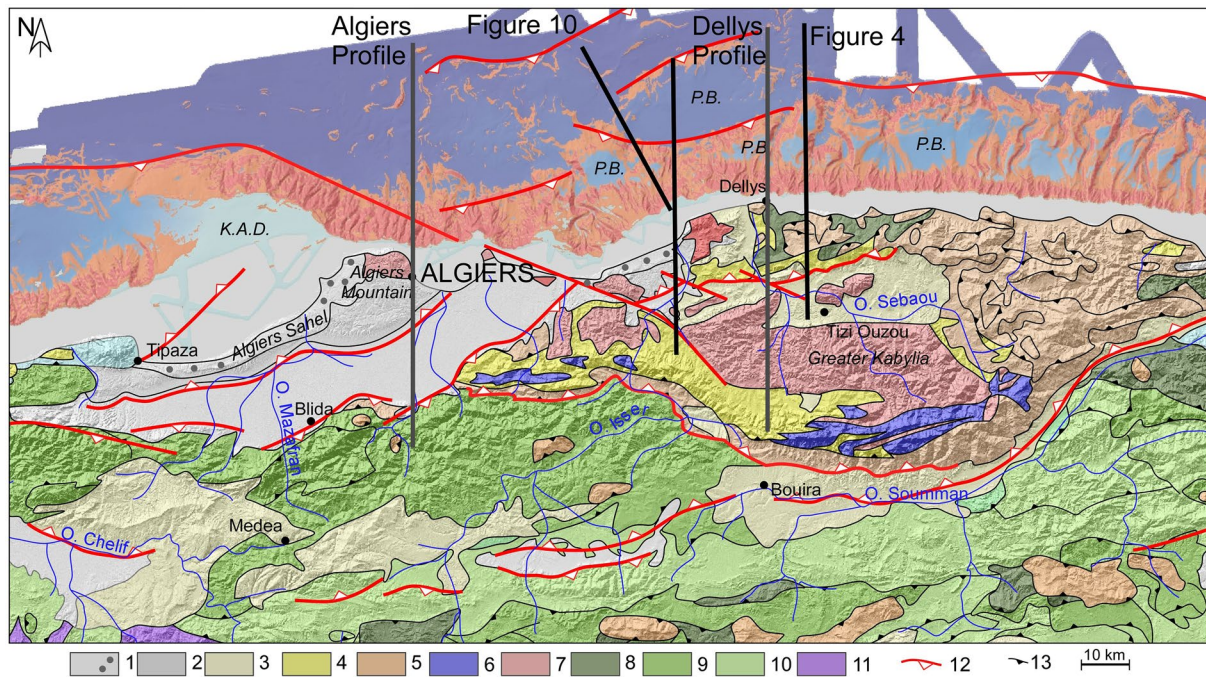 N
Algiers
Profile
Figure 10
Dellys
Profile
Figure 4
P.B.
P.B.
P.B
P.B.
Dellys
K.A.D.
Algiers
Mountain
ALGIERS
Algiers Sahel
Tipaza
O. Sebaou
Tizi Ouzou
Greater Kabylia
Blida
O. Mazafran
O. Isser
Bouira
O. Soumman
Medea
O. Chelif
1 2 3 4 5 6 7 8 9 10 11 12 13 10 km